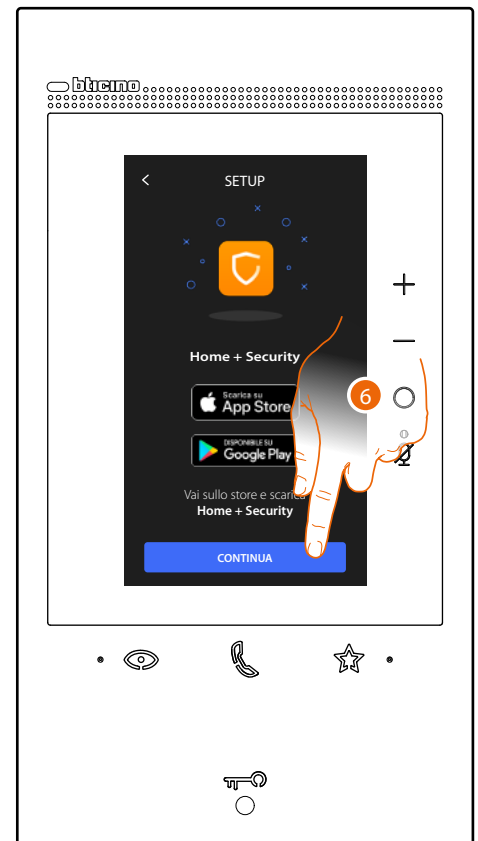 bticino
SETUP
Home + Security
Scarica su
App Store
DISPONIBILE SU
Google Play
Vai sullo store e scarica
Home + Security
6
CONTINUA